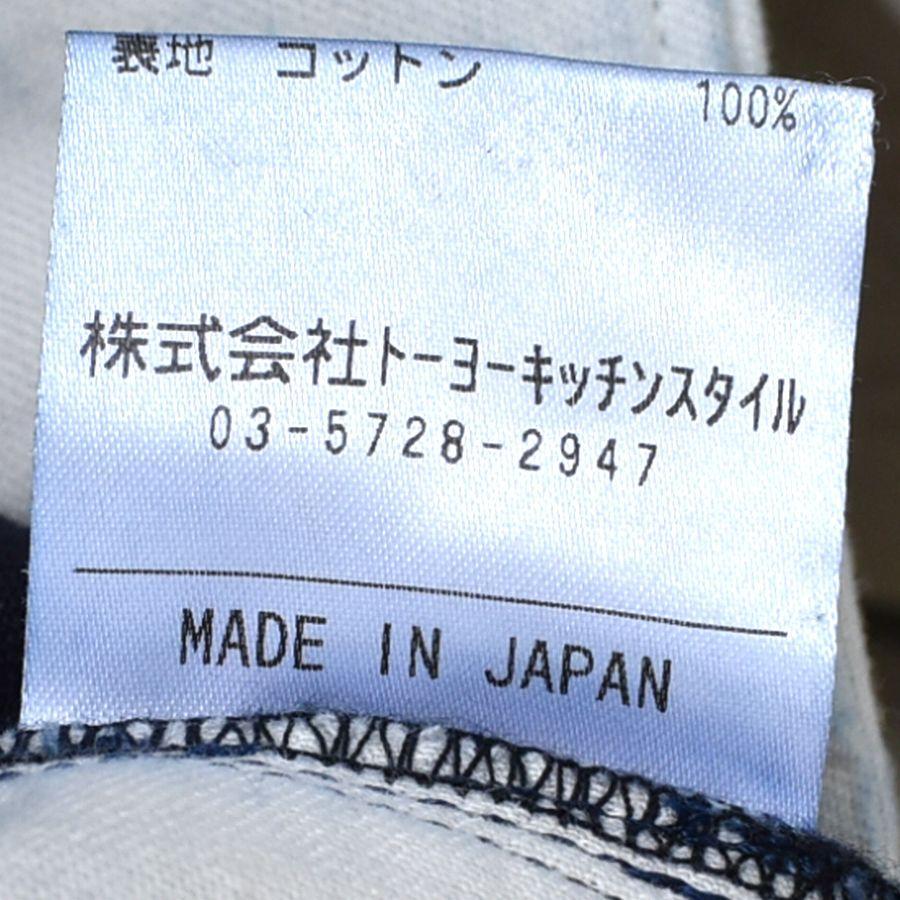 表地 コットン 100%
株式会社トーヨーキッチンスタイル
03-5728-2947
MADE IN JAPAN